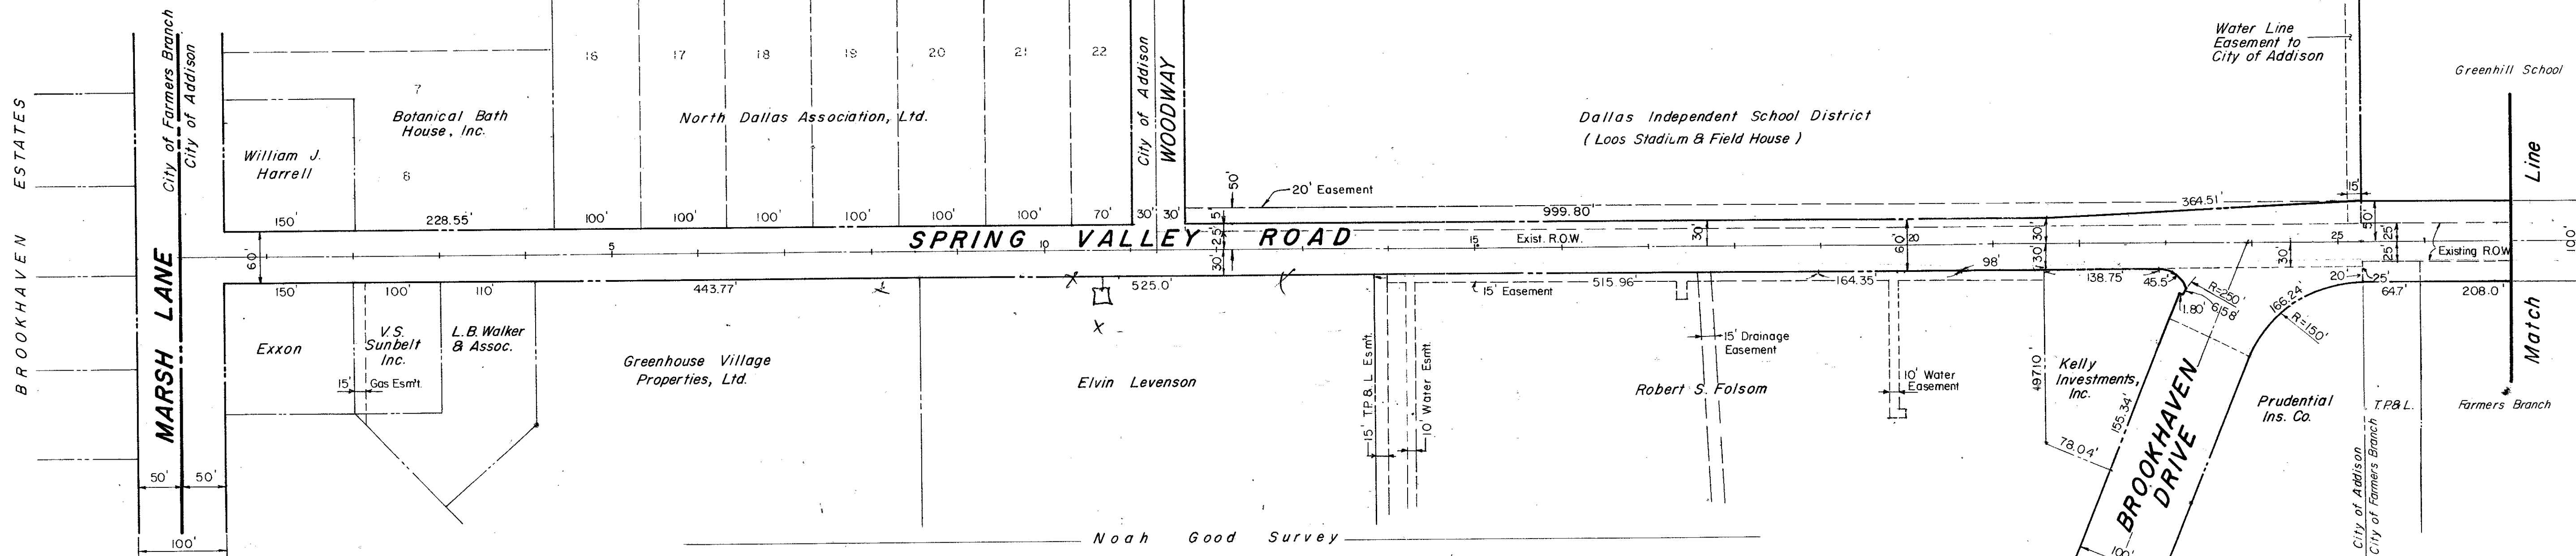 BROOKHAVEN ESTATES
MARSH LANE
City of Farmers Branch
City of Addison
50'
50'
100'
60'
William J.
Harrell
150'
7
Botanical Bath
House, Inc.
228.55'
16
17
18
19
20
21
22
North Dallas Association, Ltd.
100'
100'
100'
100'
100'
100'
70'
City of Addison
WOODWAY
30'
30'
50'
20' Easement
999.80'
Dallas Independent School District
( Loos Stadium & Field House )
364.51'
Water Line
Easement to
City of Addison
15'
50'
Greenhill School
Match Line
100'
SPRING VALLEY ROAD
5
10
15
20
25
Exist. R.O.W.
30'
60'
30'
30'
30'
25'
25'
Existing R.O.W.
25'
30'
150'
100'
110'
443.77'
525.0'
15' Easement
515.96'
164.35'
98'
138.75'
45.5'
R=250'
61.58'
1.80'
166.24'
R=150'
20'
25'
64.7'
208.0'
Exxon
V.S.
Sunbelt
Inc.
15'
Gas Esm't.
L.B. Walker
& Assoc.
Greenhouse Village
Properties, Ltd.
X
X
Elvin Levenson
15' T.P.& L. Esm't.
10' Water Esm't.
15' Drainage
Easement
Robert S. Folsom
10' Water
Easement
497.10'
Kelly
Investments,
Inc.
155.34'
78.04'
BROOKHAVEN
DRIVE
100'
Prudential
Ins. Co.
T.P.& L.
Farmers Branch
City of Addison
City of Farmers Branch
Noah Good Survey